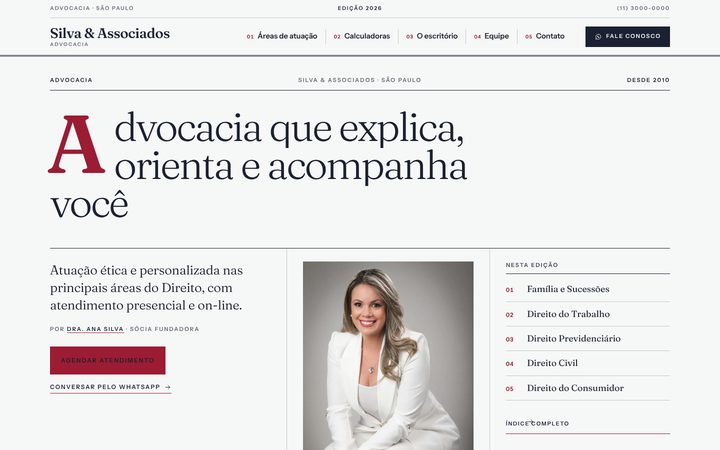 ADVOCACIA · SÃO PAULO
EDIÇÃO 2026
(11) 3000-0000
Silva & Associados
ADVOCACIA
01 Áreas de atuação
02 Calculadoras
03 O escritório
04 Equipe
05 Contato
FALE CONOSCO
ADVOCACIA
SILVA & ASSOCIADOS · SÃO PAULO
DESDE 2010
Advocacia que explica,
orienta e acompanha
você
Atuação ética e personalizada nas
principais áreas do Direito, com
atendimento presencial e on-line.
POR DRA. ANA SILVA · SÓCIA FUNDADORA
AGENDAR ATENDIMENTO
CONVERSAR PELO WHATSAPP →
NESTA EDIÇÃO
01 Família e Sucessões
02 Direito do Trabalho
03 Direito Previdenciário
04 Direito Civil
05 Direito do Consumidor
ÍNDICE COMPLETO